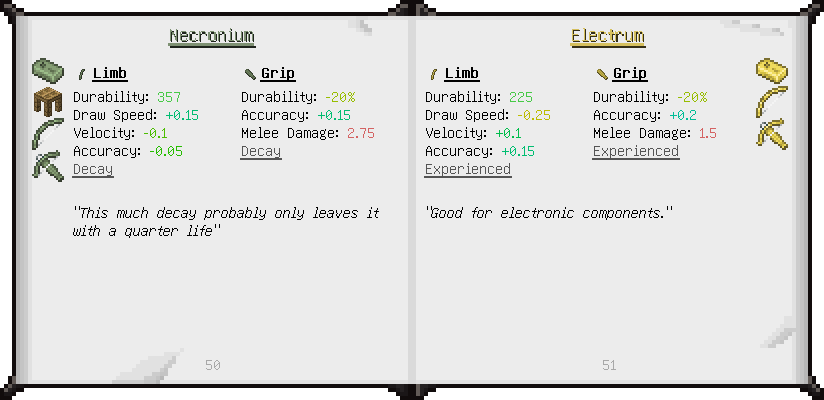 Necronium
Limb
Durability: 357
Draw Speed: +0.15
Velocity: -0.1
Accuracy: -0.05
Decay
Grip
Durability: -20%
Accuracy: +0.15
Melee Damage: 2.75
Decay
"This much decay probably only leaves it
with a quarter life"
50
Electrum
Limb
Durability: 225
Draw Speed: -0.25
Velocity: +0.1
Accuracy: +0.15
Experienced
Grip
Durability: -20%
Accuracy: +0.2
Melee Damage: 1.5
Experienced
"Good for electronic components."
51